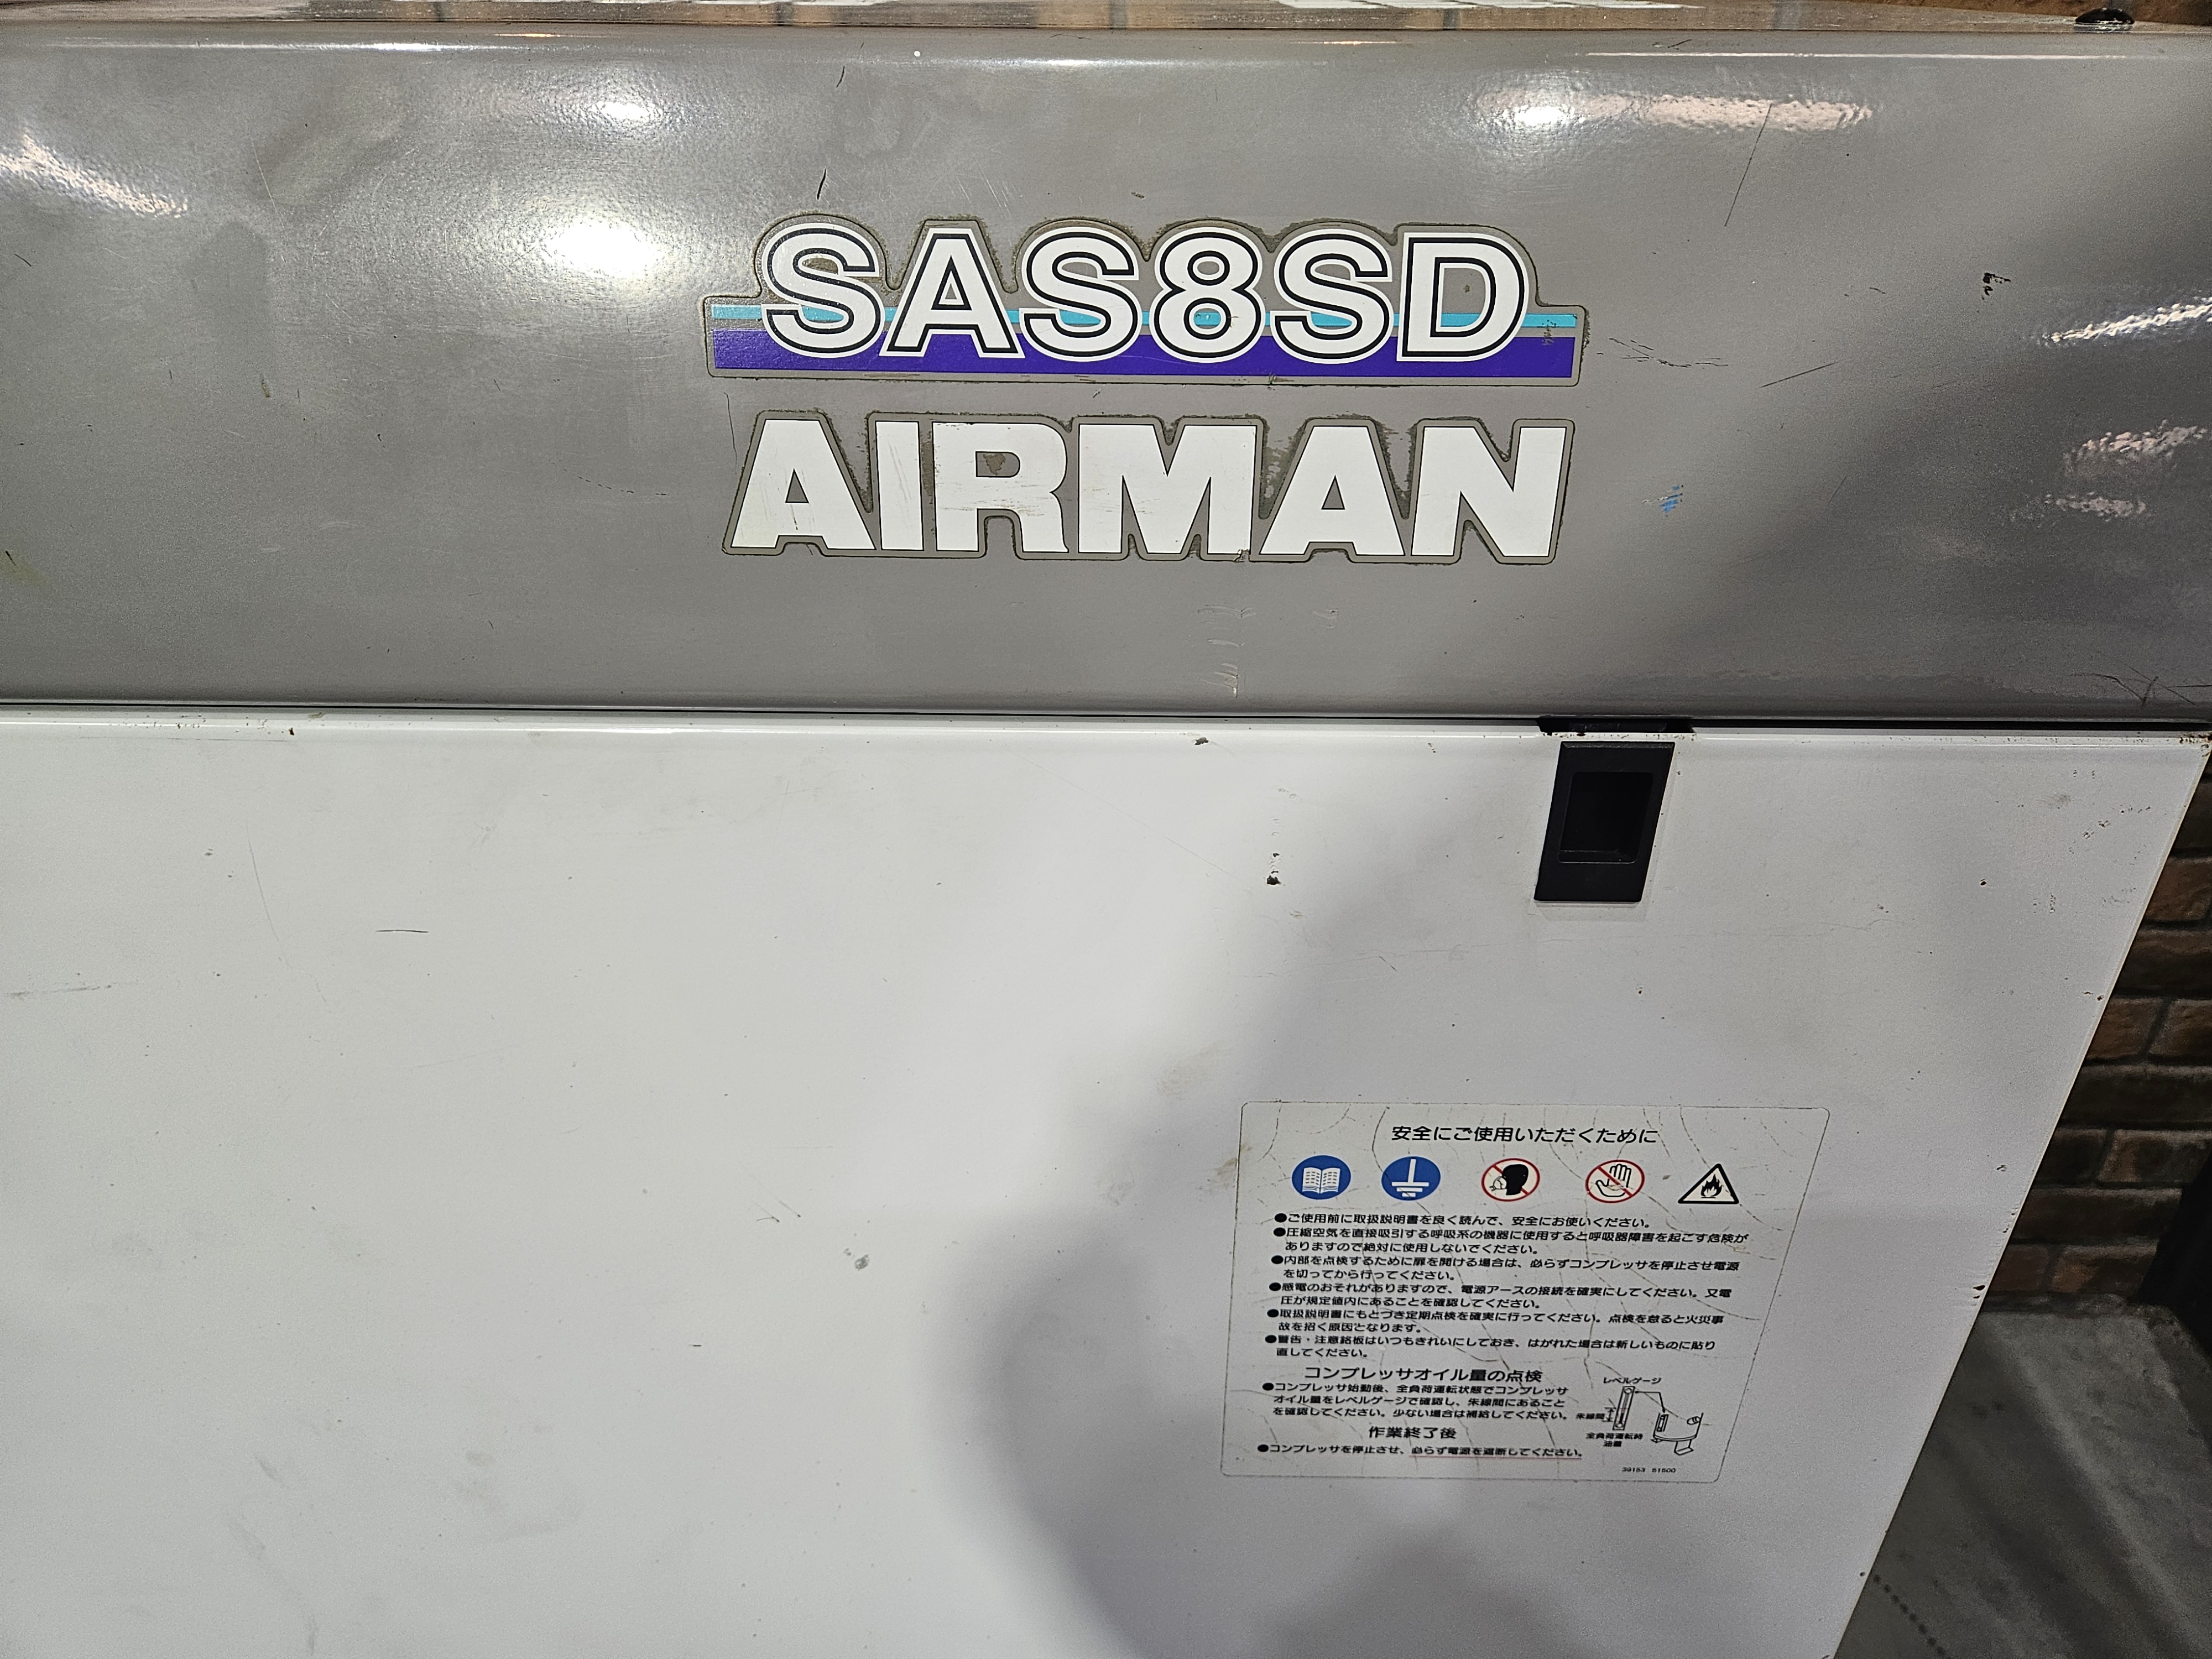 SAS8SD
AIRMAN
安全にご使用いただくために
●ご使用前に取扱説明書を良く読んで、安全にお使いください。
●圧縮空気を直接吸引する呼吸系の機器に使用すると呼吸器障害を起こす危険が
ありますので絶対に使用しないでください。
●内部を点検するために扉を開ける場合は、必らずコンプレッサを停止させ電源
を切ってから行ってください。
●感電のおそれがありますので、電源アースの接続を確実にしてください。又電
圧が規定値内にあることを確認してください。
●取扱説明書にもとづき定期点検を確実に行ってください。点検を怠ると火災事
故を招く原因となります。
●警告・注意銘板はいつもきれいにしておき、はがれた場合は新しいものに貼り
直してください。
コンプレッサオイル量の点検
●コンプレッサ始動後、全負荷運転状態でコンプレッサ
オイル量をレベルゲージで確認し、朱線間にあること
を確認してください。少ない場合は補給してください。
レベルゲージ
朱線間
全負荷運転時
油量
作業終了後
●コンプレッサを停止させ、必らず電源を遮断してください。
39153 51500